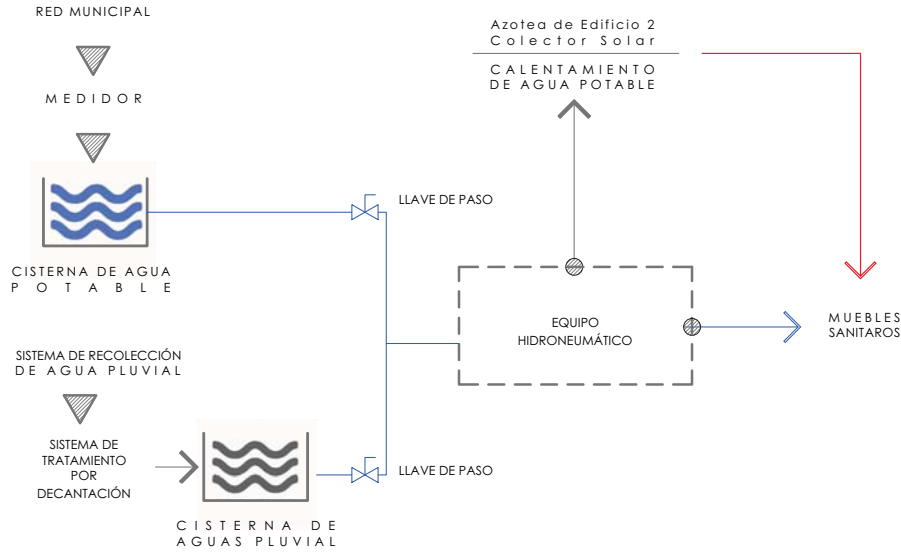 RED MUNICIPAL
MEDIDOR
CISTERNA DE AGUA
POTABLE
SISTEMA DE RECOLECCIÓN
DE AGUA PLUVIAL
SISTEMA DE
TRATAMIENTO
POR
DECANTACIÓN
CISTERNA DE
AGUAS PLUVIAL
LLAVE DE PASO
LLAVE DE PASO
Azotea de Edificio 2
Colector Solar
CALENTAMIENTO
DE AGUA POTABLE
EQUIPO
HIDRONEUMÁTICO
MUEBLES
SANITAROS